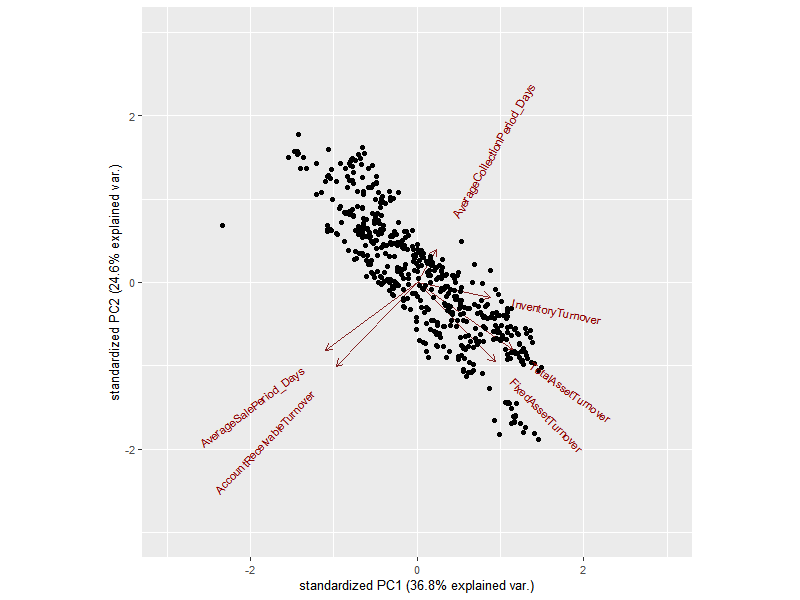 2
0
-2
-2
0
2
standardized PC2 (24.6% explained var.)
standardized PC1 (36.8% explained var.)
AverageCollectionPeriod_Days
InventoryTurnover
TotalAssetTurnover
FixedAssetTurnover
AverageSalePeriod_Days
AccountReceivableTurnover